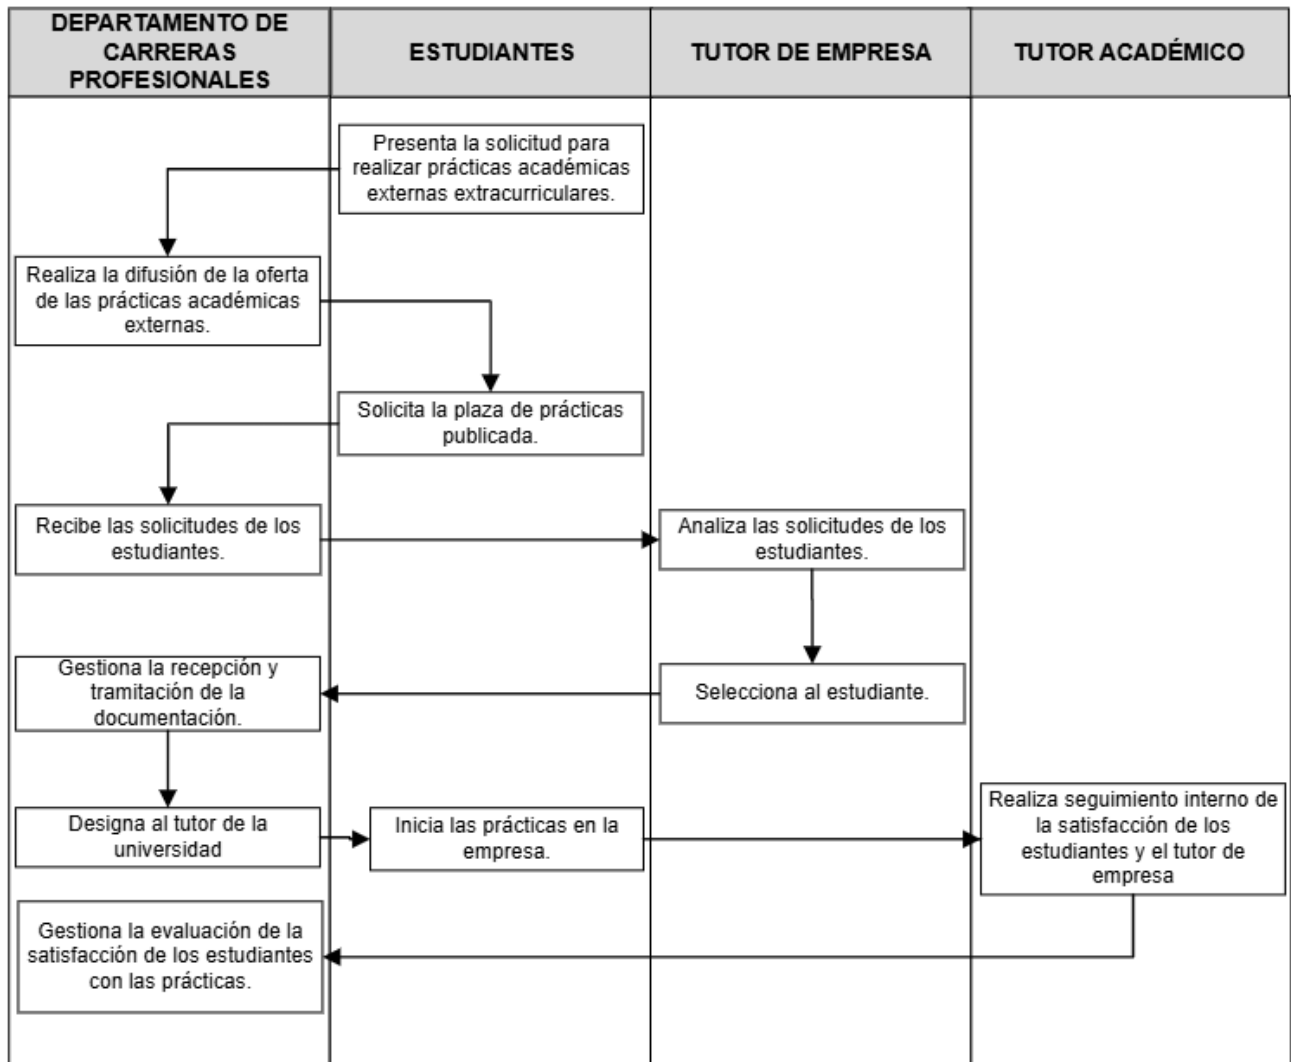 DEPARTAMENTO DE
CARRERAS
PROFESIONALES
ESTUDIANTES
TUTOR DE EMPRESA
TUTOR ACADÉMICO
Presenta la solicitud para
realizar prácticas académicas
externas extracurriculares.
Realiza la difusión de la oferta
de las prácticas académicas
externas.
Solicita la plaza de prácticas
publicada.
Recibe las solicitudes de los
estudiantes.
Analiza las solicitudes de los
estudiantes.
Gestiona la recepción y
tramitación de la
documentación.
Selecciona al estudiante.
Designa al tutor de la
universidad
Inicia las prácticas en la
empresa.
Realiza seguimiento interno de
la satisfacción de los
estudiantes y el tutor de
empresa
Gestiona la evaluación de la
satisfacción de los estudiantes
con las prácticas.